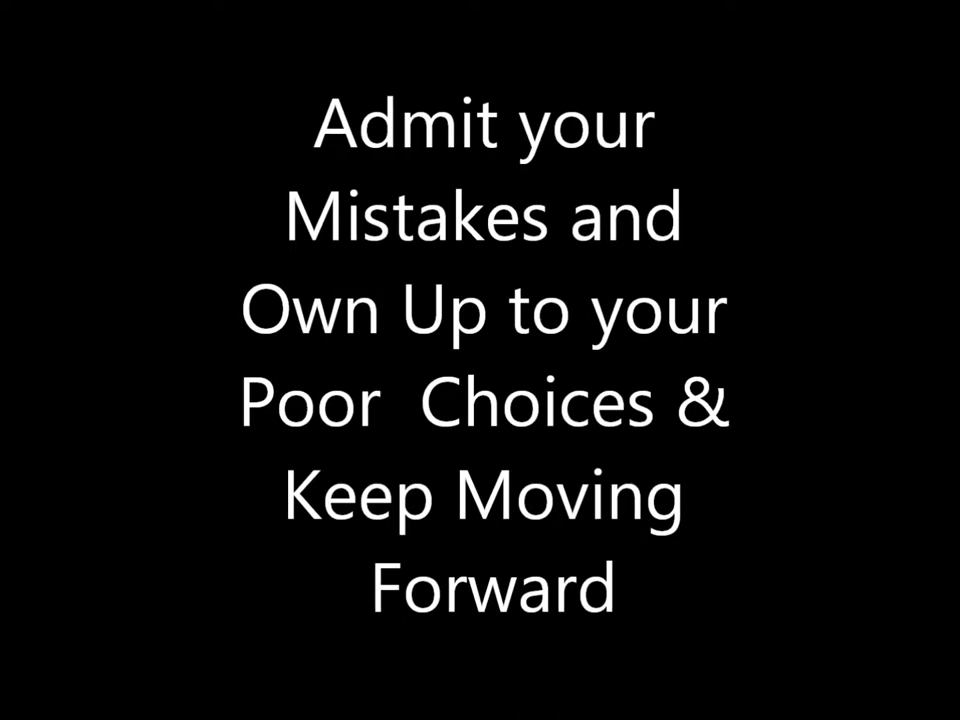 Admit your
Mistakes and
Own Up to your
Poor  Choices &
Keep Moving
Forward